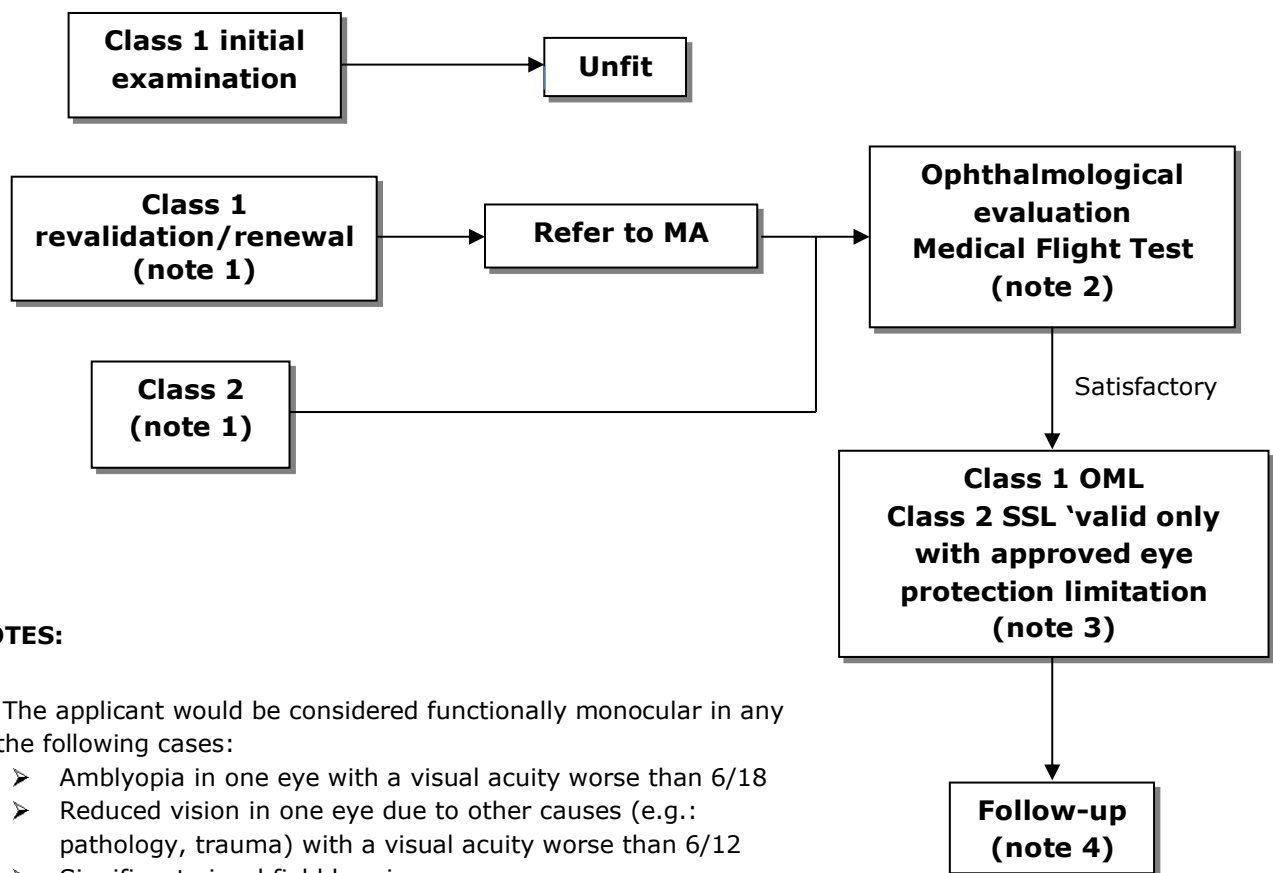 Class 1 initial
examination
Unfit
Class 1
revalidation/renewal
(note 1)
Refer to MA
Ophthalmological
evaluation
Medical Flight Test
(note 2)
Class 2
(note 1)
Satisfactory
Class 1 OML
Class 2 SSL ‘valid only
with approved eye
protection limitation
(note 3)
OTES:
The applicant would be considered functionally monocular in any
the following cases:
➢ Amblyopia in one eye with a visual acuity worse than 6/18
➢ Reduced vision in one eye due to other causes (e.g.:
pathology, trauma) with a visual acuity worse than 6/12
Follow-up
(note 4)